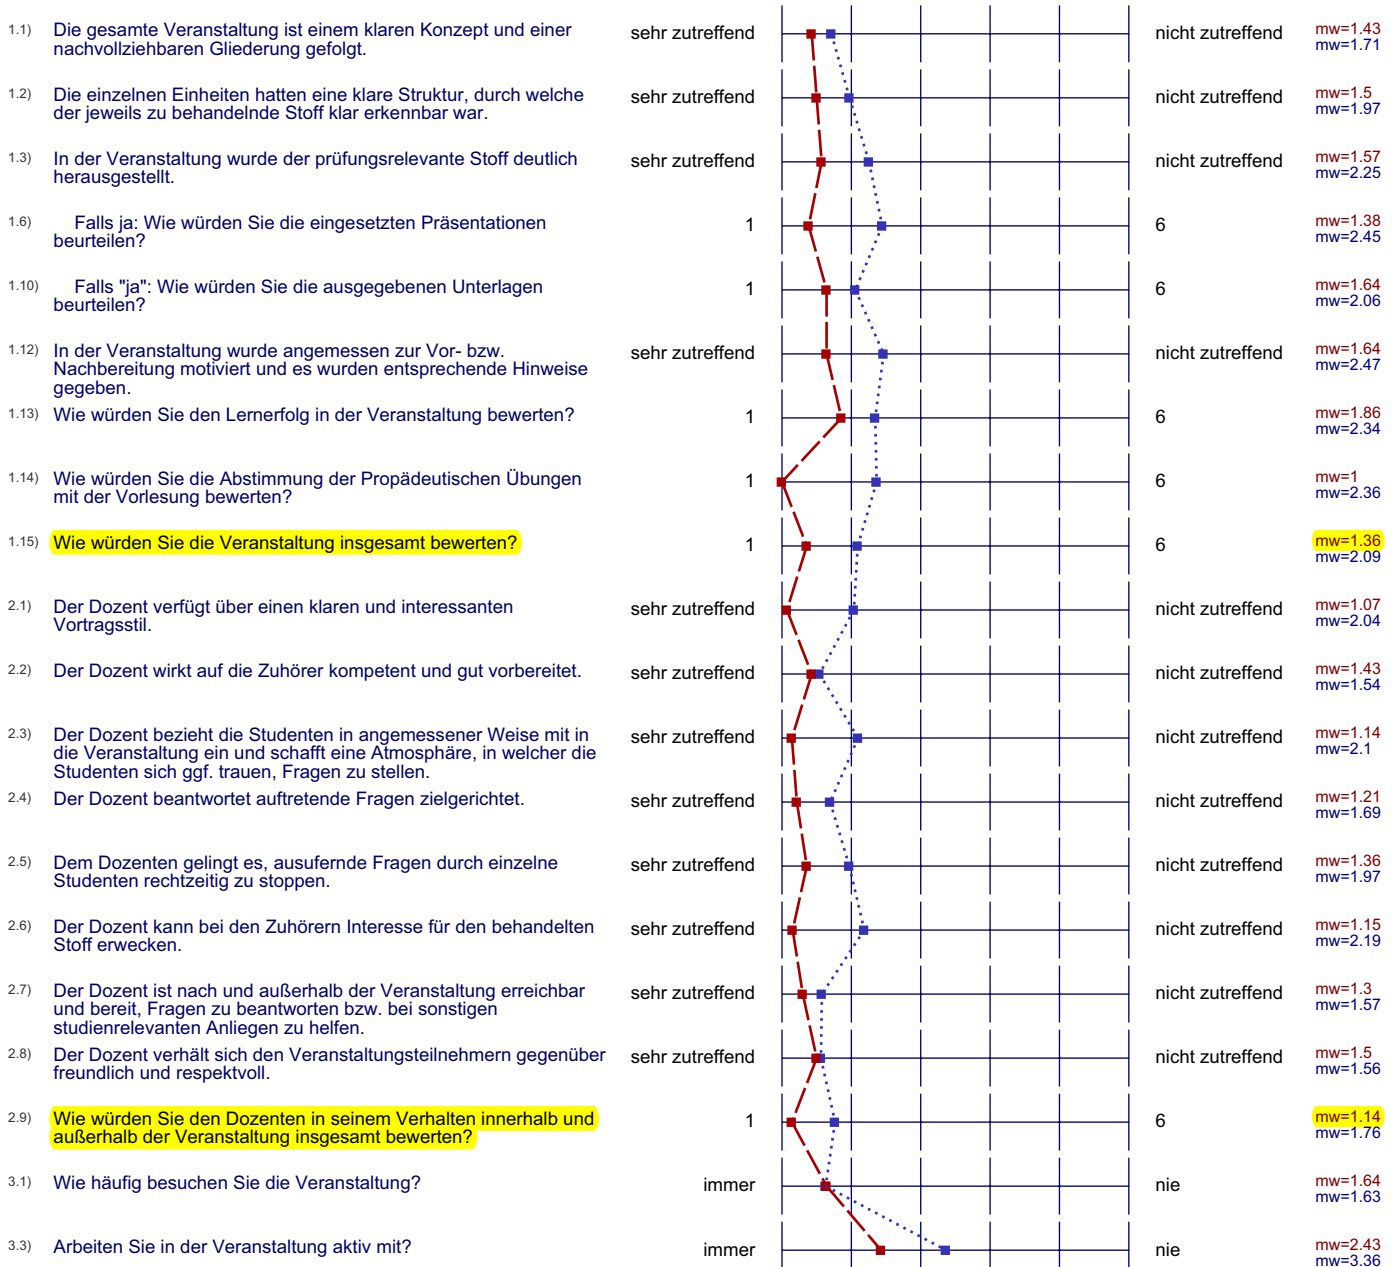 1.1) Die gesamte Veranstaltung ist einem klaren Konzept und einer
nachvollziehbaren Gliederung gefolgt.
sehr zutreffend
nicht zutreffend
mw=1.43
mw=1.71
1.2) Die einzelnen Einheiten hatten eine klare Struktur, durch welche
der jeweils zu behandelnde Stoff klar erkennbar war.
sehr zutreffend
nicht zutreffend
mw=1.5
mw=1.97
1.3) In der Veranstaltung wurde der prüfungsrelevante Stoff deutlich
herausgestellt.
sehr zutreffend
nicht zutreffend
mw=1.57
mw=2.25
1.6) Falls ja: Wie würden Sie die eingesetzten Präsentationen
beurteilen?
1
6
mw=1.38
mw=2.45
1.10) Falls "ja": Wie würden Sie die ausgegebenen Unterlagen
beurteilen?
1
6
mw=1.64
mw=2.06
1.12) In der Veranstaltung wurde angemessen zur Vor- bzw.
Nachbereitung motiviert und es wurden entsprechende Hinweise
gegeben.
sehr zutreffend
nicht zutreffend
mw=1.64
mw=2.47
1.13) Wie würden Sie den Lernerfolg in der Veranstaltung bewerten?
1
6
mw=1.86
mw=2.34
1.14) Wie würden Sie die Abstimmung der Propädeutischen Übungen
mit der Vorlesung bewerten?
1
6
mw=1
mw=2.36
1.15) Wie würden Sie die Veranstaltung insgesamt bewerten?
1
6
mw=1.36
mw=2.09
2.1) Der Dozent verfügt über einen klaren und interessanten
Vortragsstil.
sehr zutreffend
nicht zutreffend
mw=1.07
mw=2.04
2.2) Der Dozent wirkt auf die Zuhörer kompetent und gut vorbereitet.
sehr zutreffend
nicht zutreffend
mw=1.43
mw=1.54
2.3) Der Dozent bezieht die Studenten in angemessener Weise mit in
die Veranstaltung ein und schafft eine Atmosphäre, in welcher die
Studenten sich ggf. trauen, Fragen zu stellen.
sehr zutreffend
nicht zutreffend
mw=1.14
mw=2.1
2.4) Der Dozent beantwortet auftretende Fragen zielgerichtet.
sehr zutreffend
nicht zutreffend
mw=1.21
mw=1.69
2.5) Dem Dozenten gelingt es, ausufernde Fragen durch einzelne
Studenten rechtzeitig zu stoppen.
sehr zutreffend
nicht zutreffend
mw=1.36
mw=1.97
2.6) Der Dozent kann bei den Zuhörern Interesse für den behandelten
Stoff erwecken.
sehr zutreffend
nicht zutreffend
mw=1.15
mw=2.19
2.7) Der Dozent ist nach und außerhalb der Veranstaltung erreichbar
und bereit, Fragen zu beantworten bzw. bei sonstigen
studienrelevanten Anliegen zu helfen.
sehr zutreffend
nicht zutreffend
mw=1.3
mw=1.57
2.8) Der Dozent verhält sich den Veranstaltungsteilnehmern gegenüber
freundlich und respektvoll.
sehr zutreffend
nicht zutreffend
mw=1.5
mw=1.56
2.9) Wie würden Sie den Dozenten in seinem Verhalten innerhalb und
außerhalb der Veranstaltung insgesamt bewerten?
1
6
mw=1.14
mw=1.76
3.1) Wie häufig besuchen Sie die Veranstaltung?
immer
nie
mw=1.64
mw=1.63
3.3) Arbeiten Sie in der Veranstaltung aktiv mit?
immer
nie
mw=2.43
mw=3.36